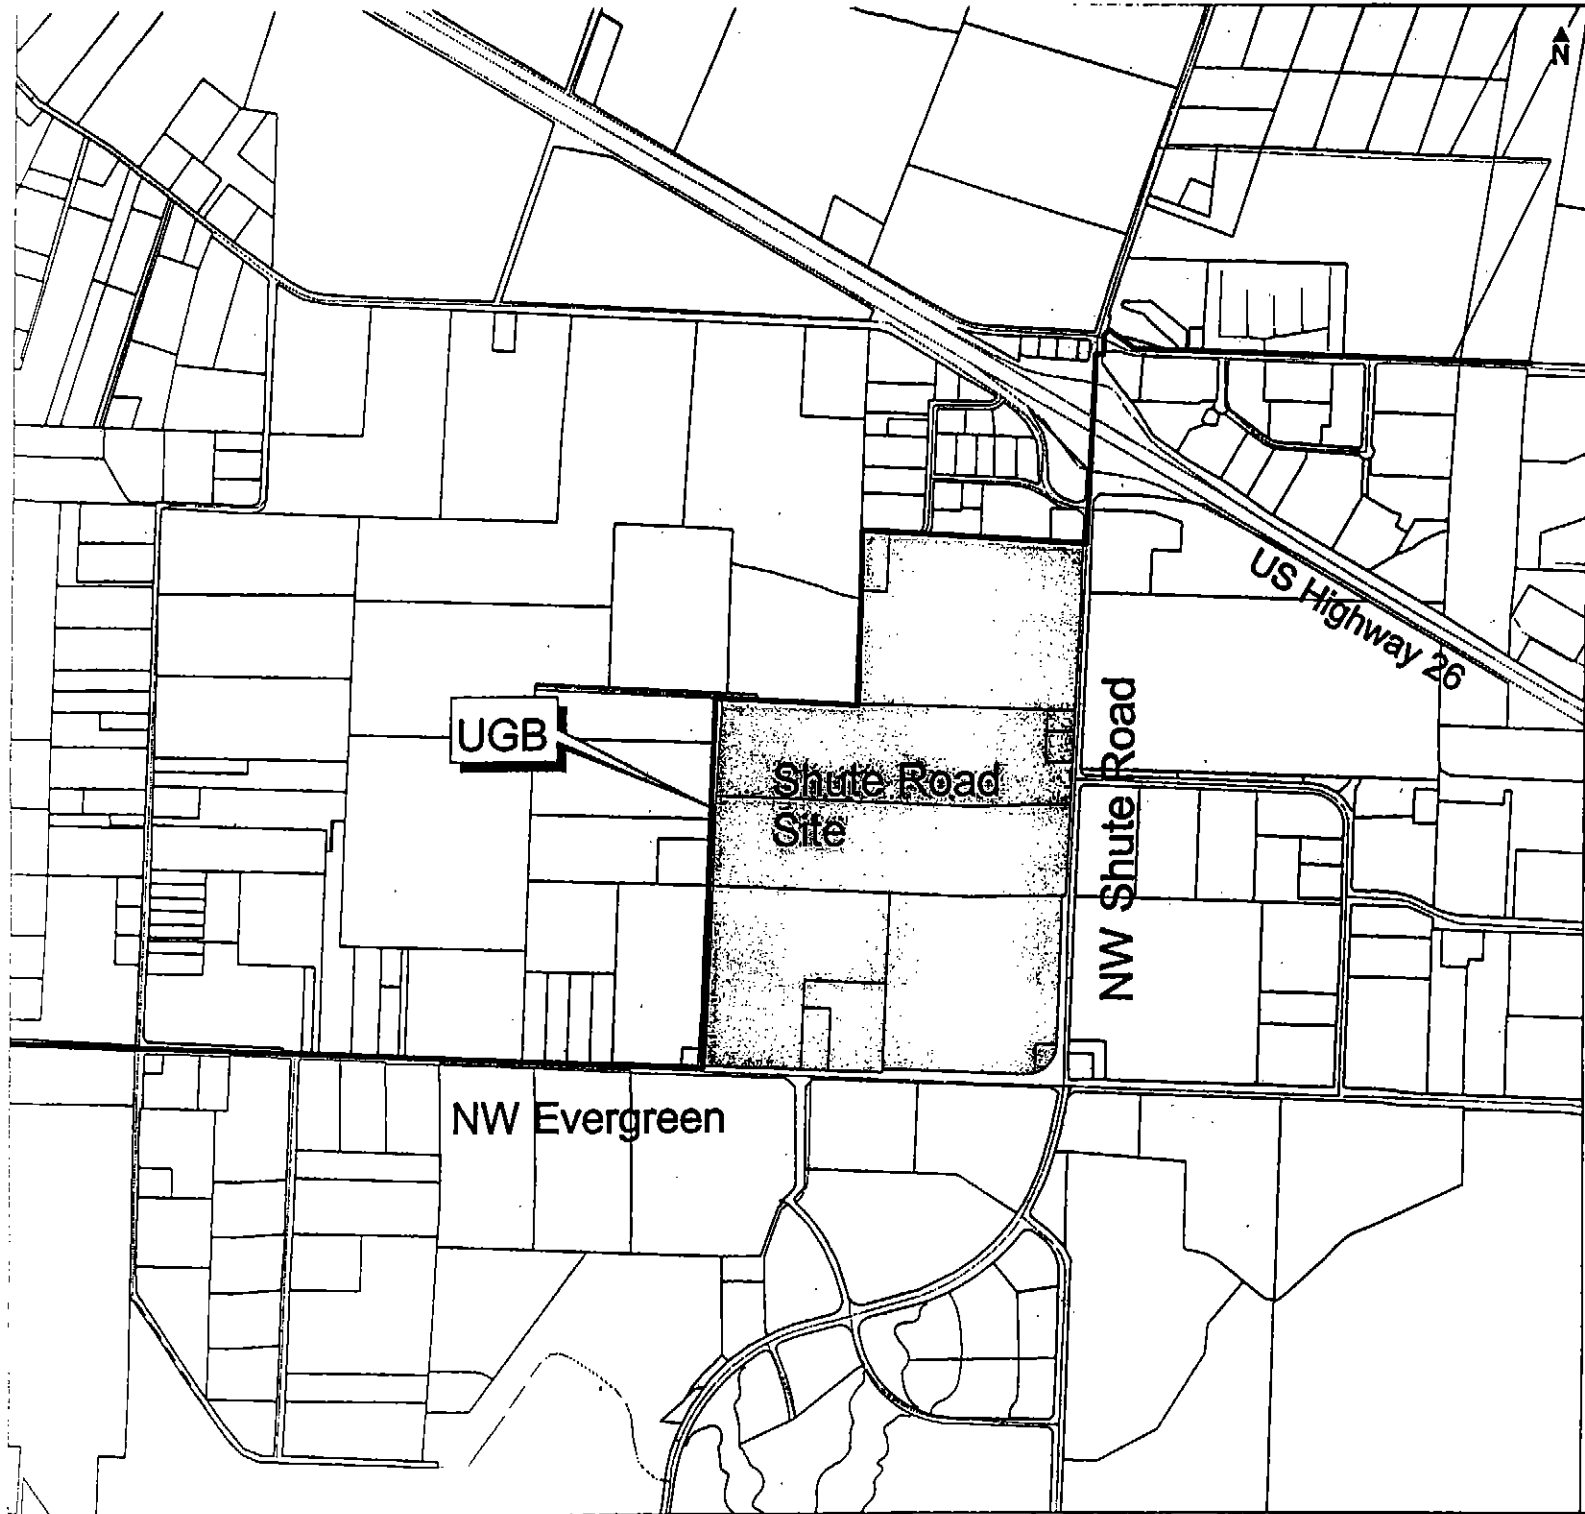 N
US Highway 26
UGB
Shute Road
Site
NW Shute Road
NW Evergreen